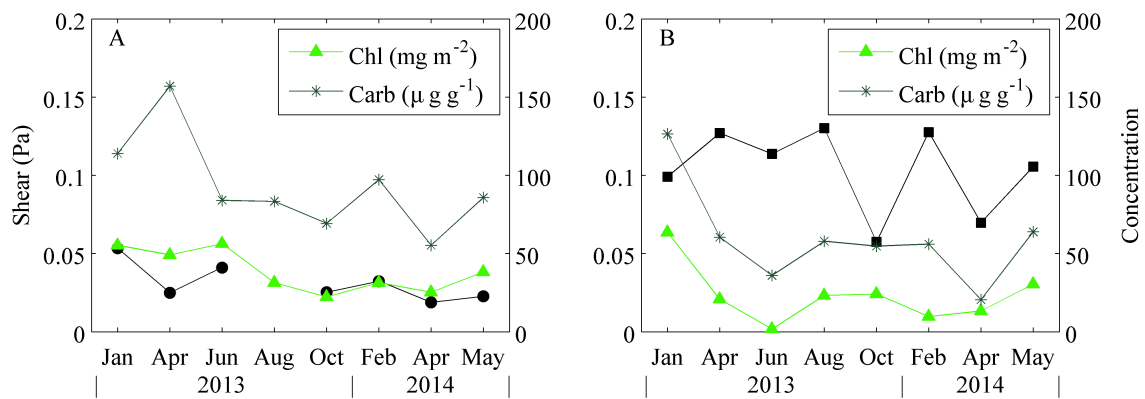 A
Chl (mg m⁻²)
Carb (μ g g⁻¹)
Shear (Pa)
0.2
0.15
0.1
0.05
0
200
150
100
50
0
Jan Apr Jun Aug Oct Feb Apr May
2013 2014
B
Chl (mg m⁻²)
Carb (μ g g⁻¹)
0.2
0.15
0.1
0.05
0
200
150
100
50
0
Concentration
Jan Apr Jun Aug Oct Feb Apr May
2013 2014